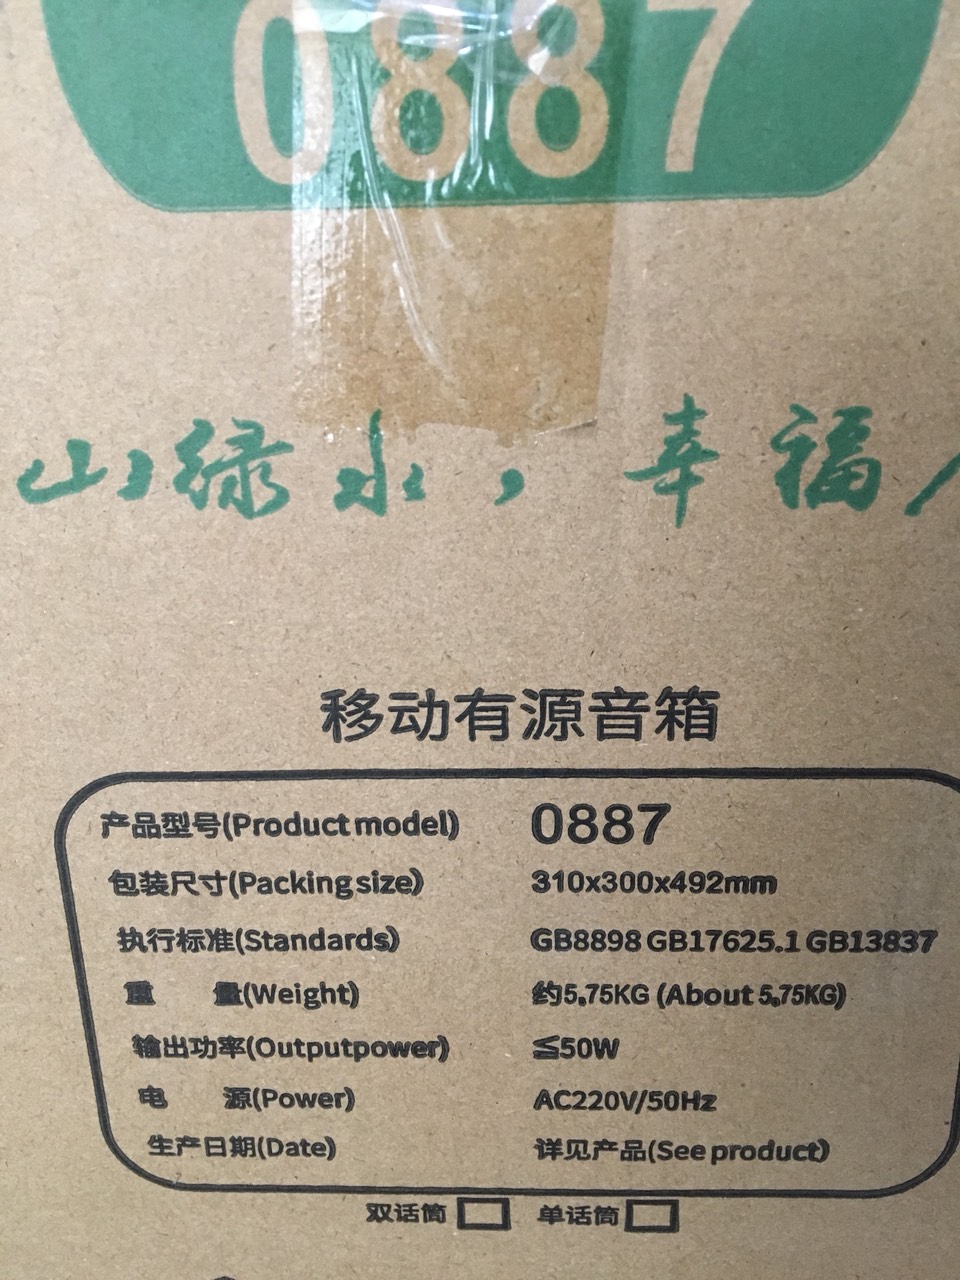 0887
山绿水，幸福
移动有源音箱
产品型号(Product model) 0887
包装尺寸(Packing size) 310x300x492mm
执行标准(Standards) GB8898 GB17625.1 GB13837
重 量(Weight) 约5.75KG (About 5.75KG)
输出功率(Outputpower) ≦50W
电 源(Power) AC220V/50Hz
生产日期(Date) 详见产品(See product)
双话筒 单话筒